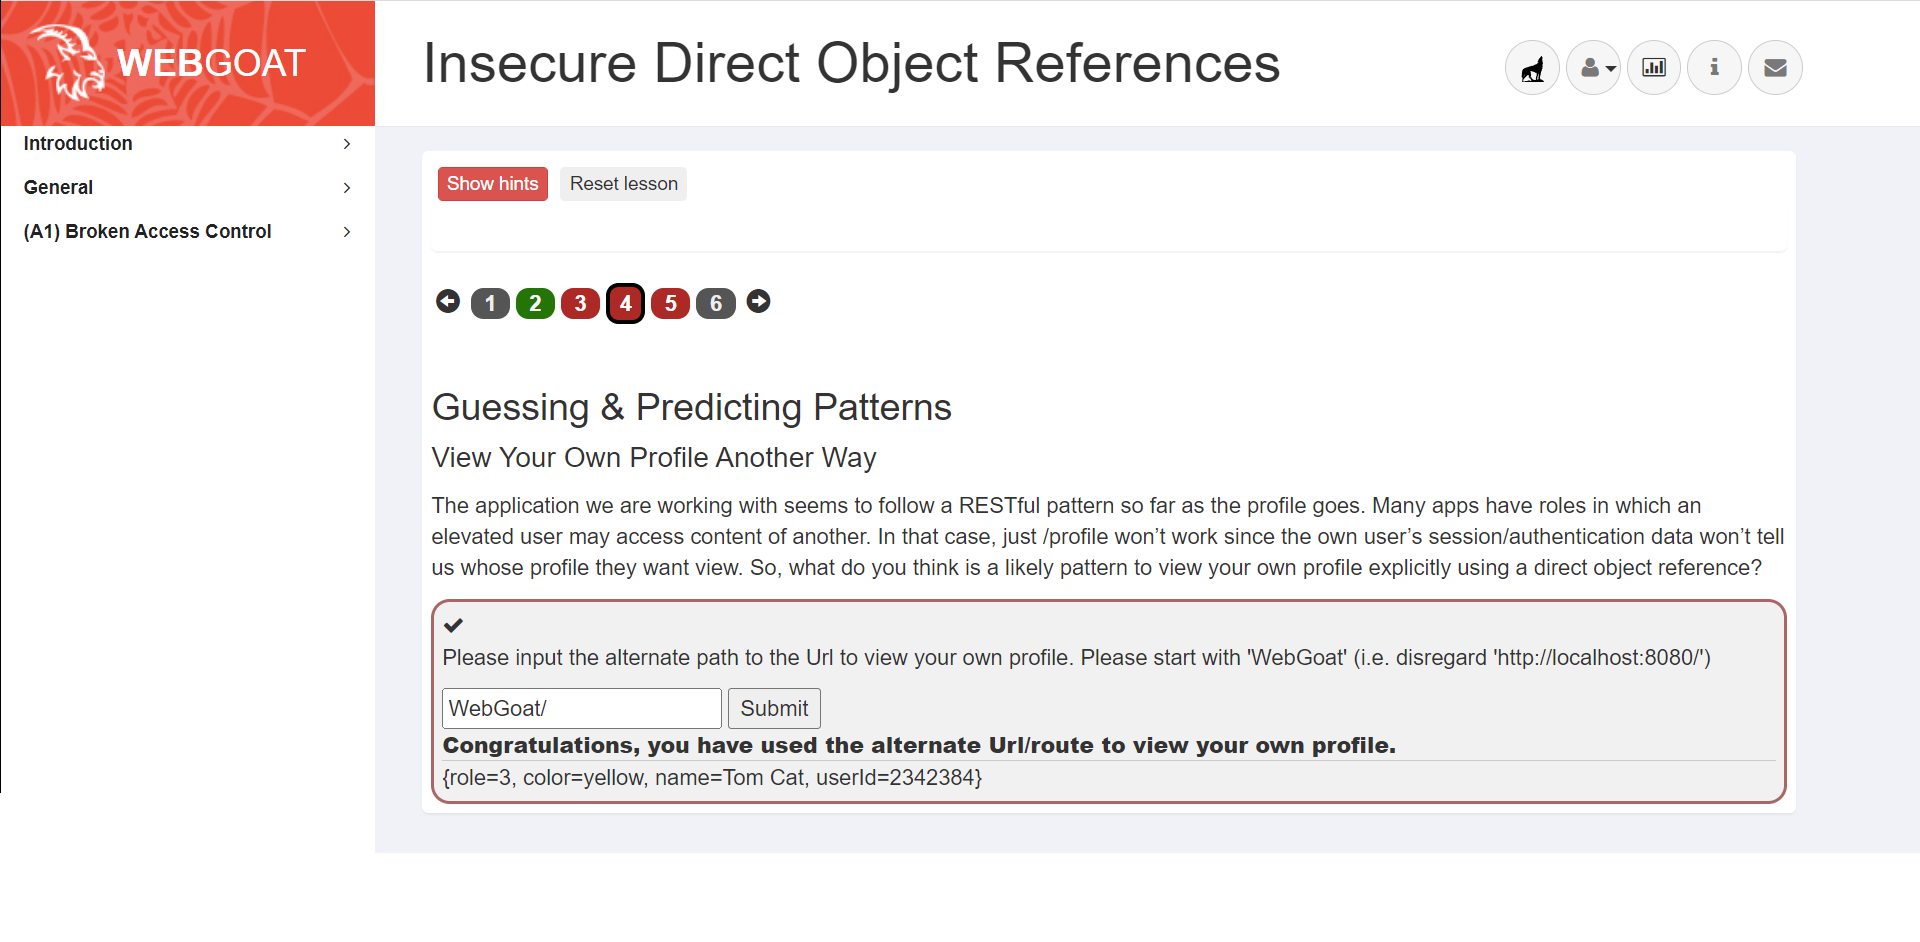 WEBGOAT
Insecure Direct Object References
Introduction
General
(A1) Broken Access Control
Show hints
Reset lesson
1 2 3 4 5 6
Guessing & Predicting Patterns
View Your Own Profile Another Way
The application we are working with seems to follow a RESTful pattern so far as the profile goes. Many apps have roles in which an
elevated user may access content of another. In that case, just /profile won’t work since the own user’s session/authentication data won’t tell
us whose profile they want view. So, what do you think is a likely pattern to view your own profile explicitly using a direct object reference?
Please input the alternate path to the Url to view your own profile. Please start with 'WebGoat' (i.e. disregard 'http://localhost:8080/')
WebGoat/
Submit
Congratulations, you have used the alternate Url/route to view your own profile.
{role=3, color=yellow, name=Tom Cat, userId=2342384}